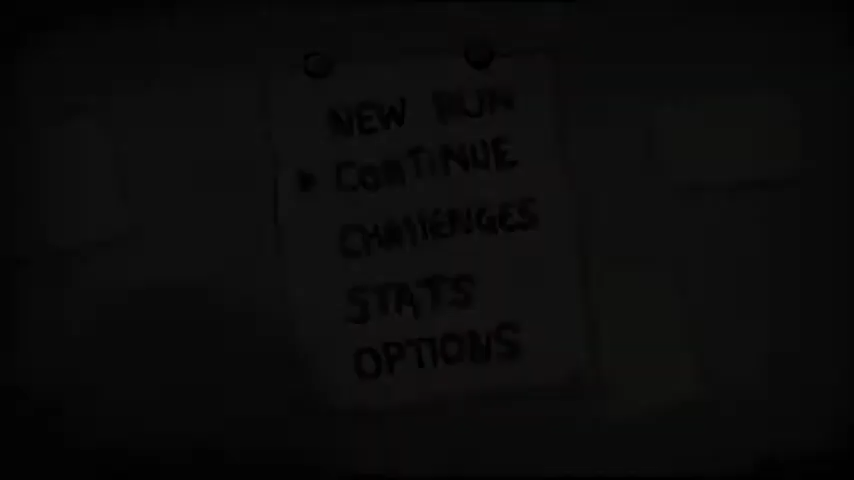 NEW RUN
CONTINUE
CHALLENGES
STATS
OPTIONS